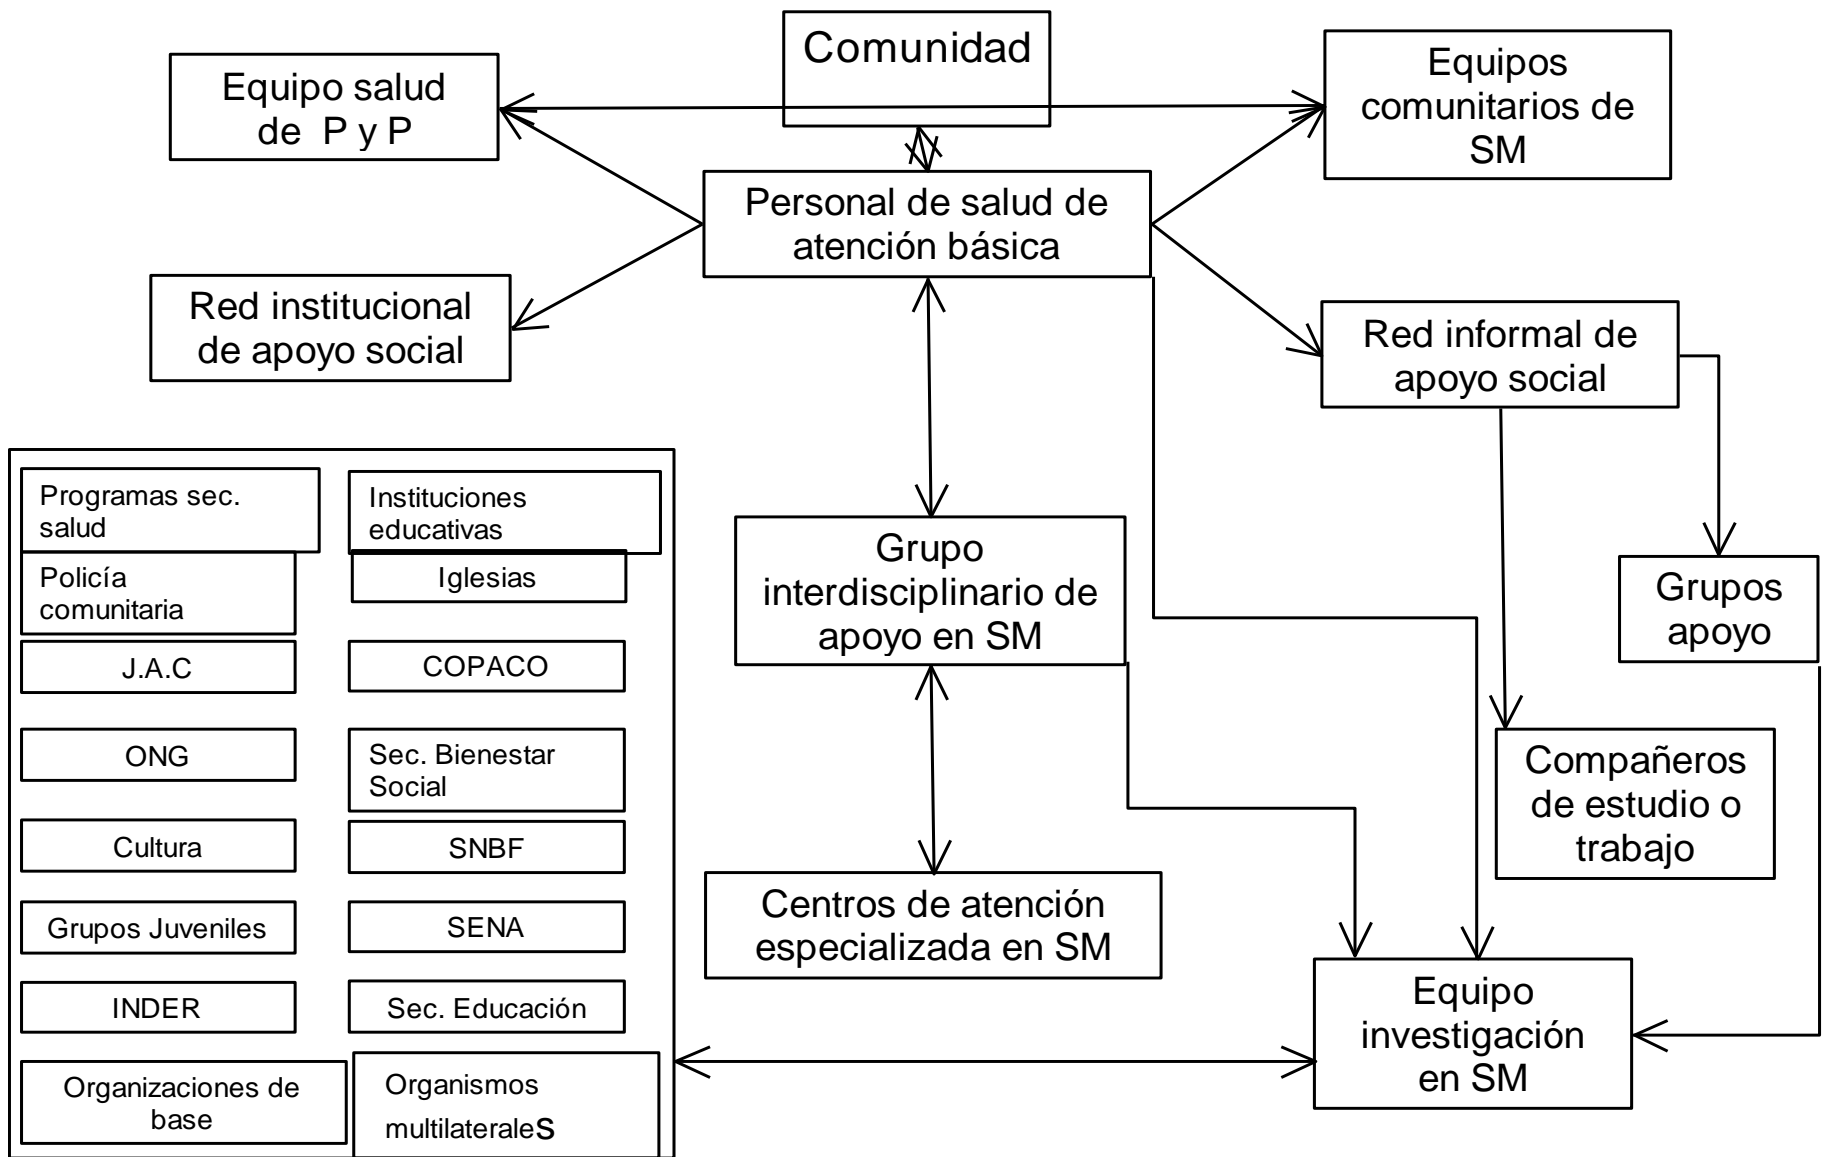 Comunidad
Equipo salud
de P y P
Equipos
comunitarios de
SM
Personal de salud de
atención básica
Red institucional
de apoyo social
Red informal de
apoyo social
Programas sec.
salud
Instituciones
educativas
Policía
comunitaria
Iglesias
J.A.C
COPACO
ONG
Sec. Bienestar
Social
Cultura
SNBF
Grupos Juveniles
SENA
INDER
Sec. Educación
Organizaciones de
base
Organismos
multilaterales
Grupo
interdisciplinario de
apoyo en SM
Grupos
apoyo
Compañeros
de estudio o
trabajo
Centros de atención
especializada en SM
Equipo
investigación
en SM